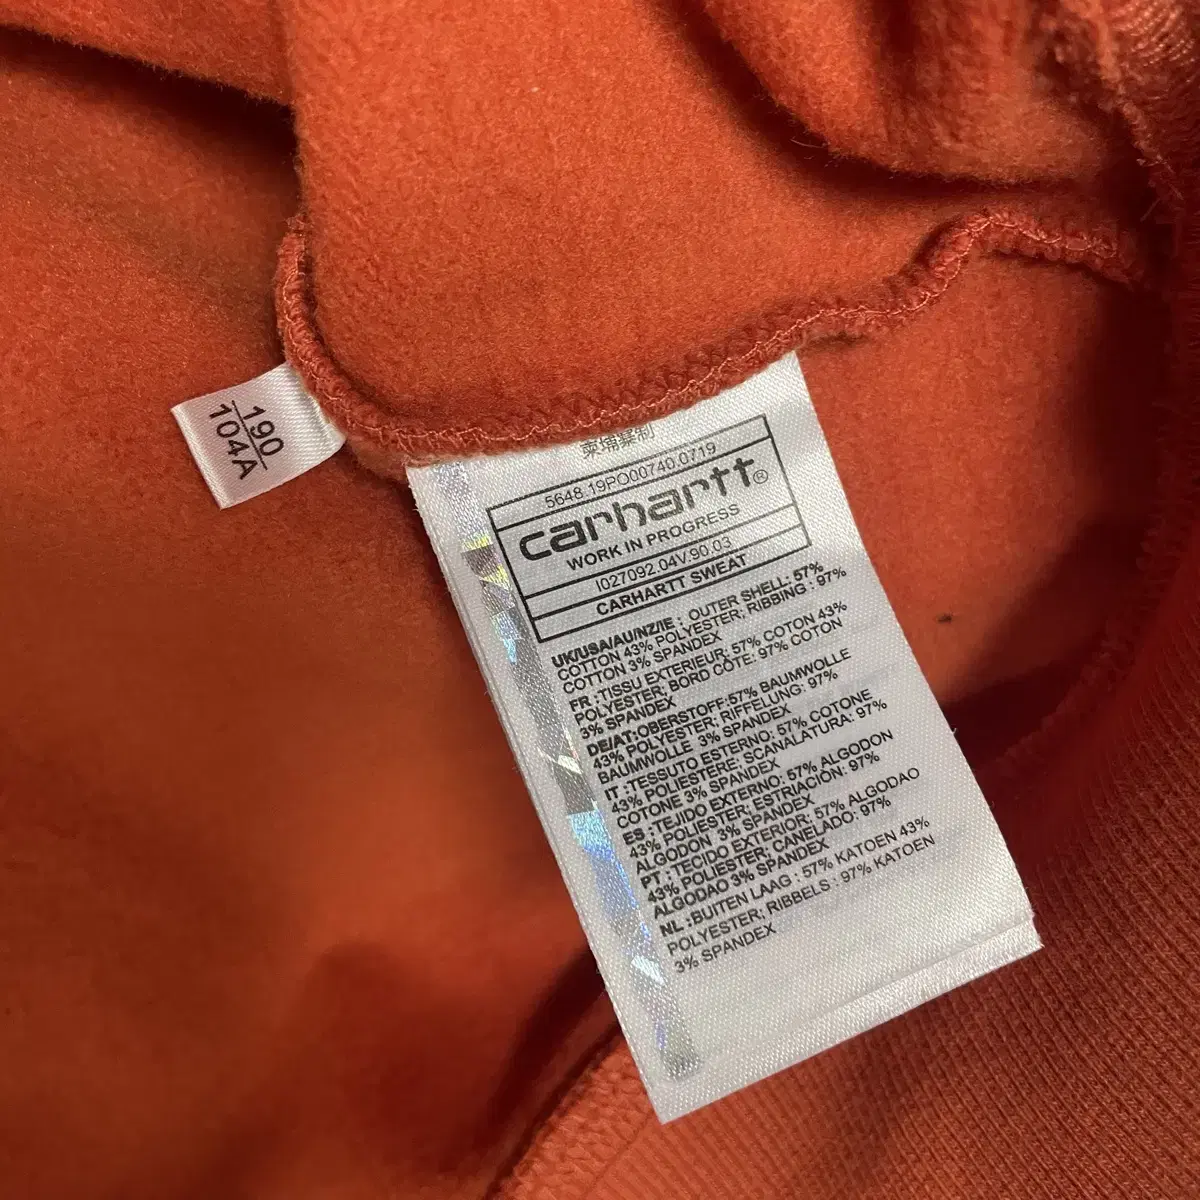 190
104A
柬埔寨制
5648.19PO00740.0719
carhartt®
WORK IN PROGRESS
I027092.04V.90.03
CARHARTT SWEAT
UK/USA/AU/NZ/IE : OUTER SHELL: 57%
COTTON 43% POLYESTER; RIBBING : 97%
COTTON 3% SPANDEX
FR :TISSU EXTERIEUR; 57% COTON 43%
POLYESTER; BORD CÔTE: 97% COTON
3% SPANDEX
DE/AT:OBERSTOFF:57% BAUMWOLLE
43% POLYESTER; RIFFELUNG: 97%
BAUMWOLLE 3% SPANDEX
IT :TESSUTO ESTERNO: 57% COTONE
43% POLIESTERE; SCANALATURA: 97%
COTONE 3% SPANDEX
ES :TEJIDO EXTERNO: 57% ALGODON
43% POLIESTER; ESTRIACIÓN: 97%
ALGODON 3% SPANDEX
PT : TECIDO EXTERIOR; 57% ALGODAO
43% POLIESTER; CANELADO: 97%
ALGODAO 3% SPANDEX
NL :BUITEN LAAG : 57% KATOEN 43%
POLYESTER; RIBBELS : 97% KATOEN
3% SPANDEX